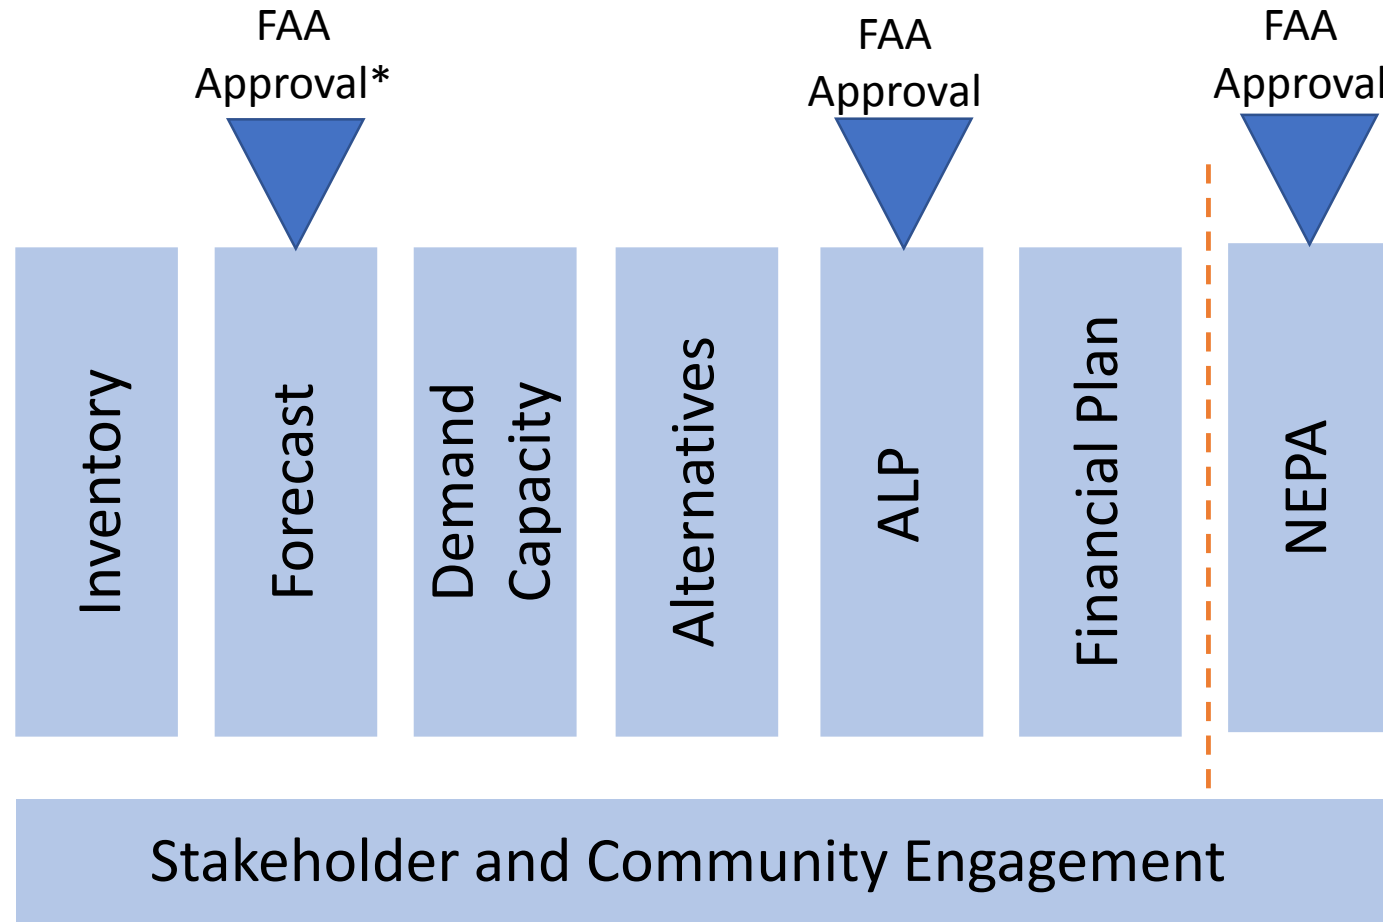 FAA
Approval*
FAA
Approval
FAA
Approval
Inventory
Forecast
Demand
Capacity
Alternatives
ALP
Financial Plan
NEPA
Stakeholder and Community Engagement